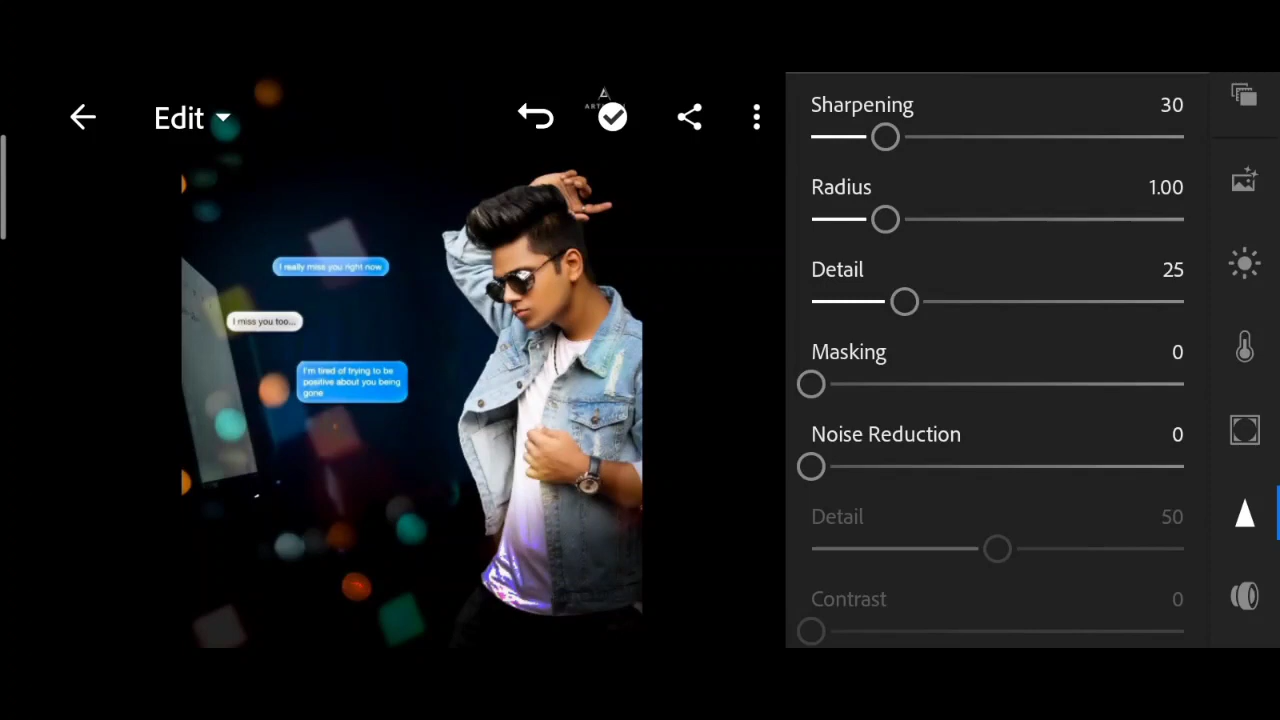 Edit
I really miss you right now
I miss you too...
I'm tired of trying to be
positive about you being
gone
Sharpening 30
Radius 1.00
Detail 25
Masking 0
Noise Reduction 0
Detail 50
Contrast 0